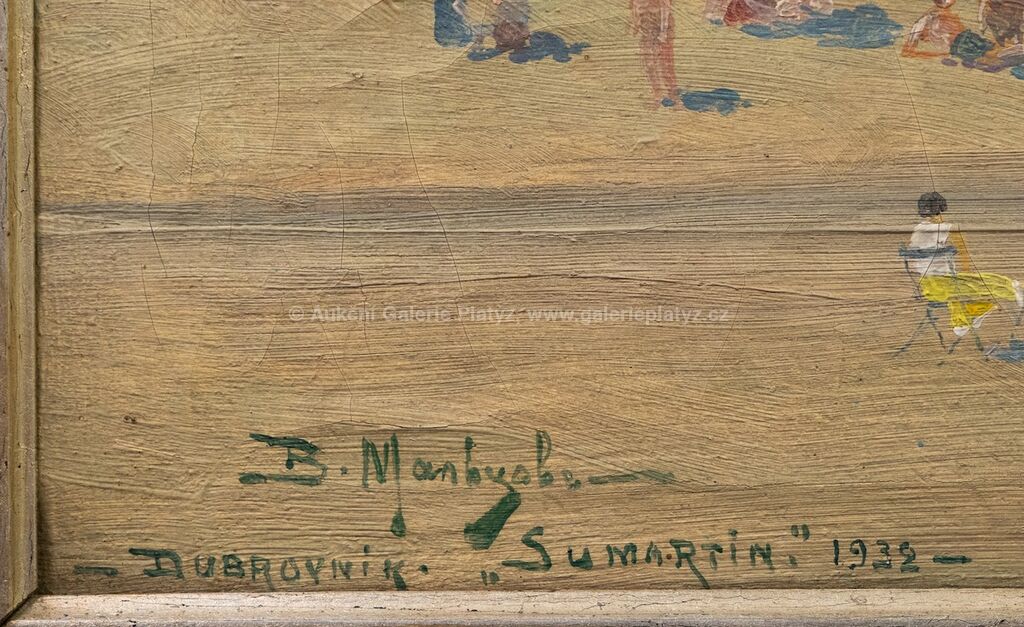 © Aukční Galerie Platýz www.galerieplatyz.cz
B.
– DUBROVNIK. „SUMARTIN." 1932 –